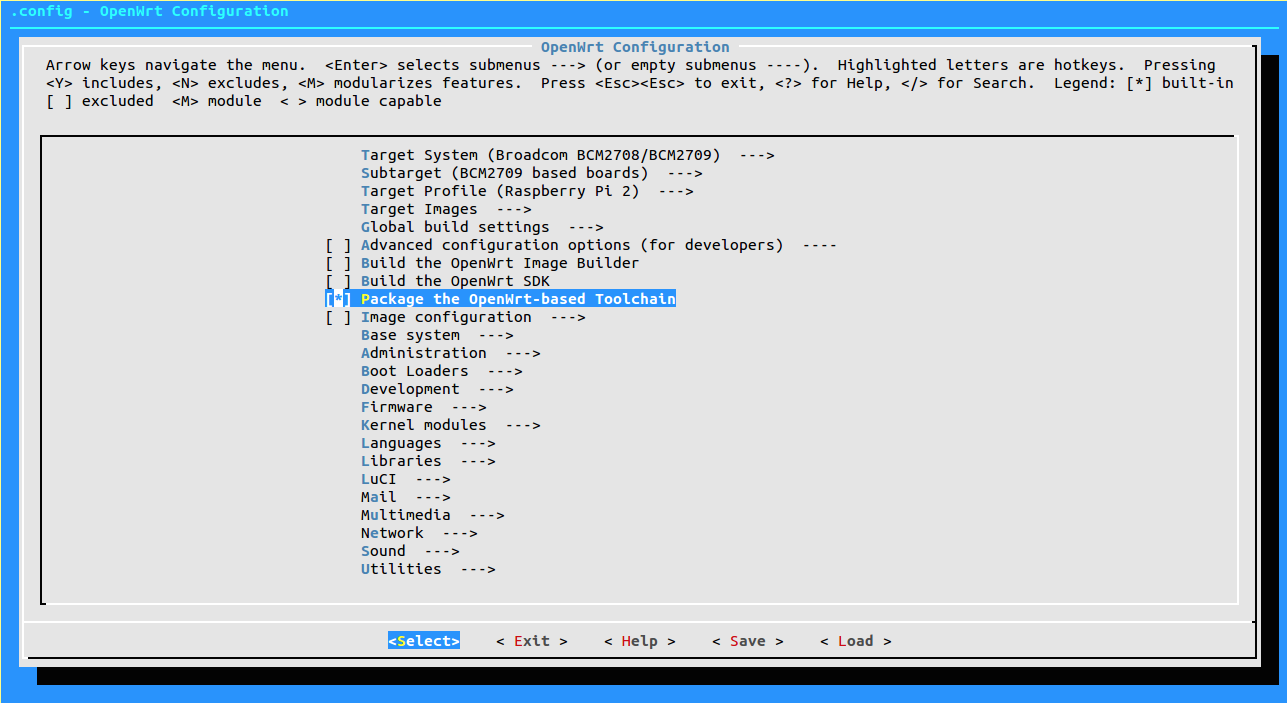 .config - OpenWrt Configuration
OpenWrt Configuration
Arrow keys navigate the menu.  <Enter> selects submenus ---> (or empty submenus ----).  Highlighted letters are hotkeys.  Pressing
<Y> includes, <N> excludes, <M> modularizes features.  Press <Esc><Esc> to exit, <?> for Help, </> for Search.  Legend: [*] built-in
[ ] excluded  <M> module  < > module capable
Target System (Broadcom BCM2708/BCM2709)  --->
Subtarget (BCM2709 based boards)  --->
Target Profile (Raspberry Pi 2)  --->
Target Images  --->
Global build settings  --->
[ ] Advanced configuration options (for developers)  ----
[ ] Build the OpenWrt Image Builder
[ ] Build the OpenWrt SDK
[*] Package the OpenWrt-based Toolchain
[ ] Image configuration  --->
Base system  --->
Administration  --->
Boot Loaders  --->
Development  --->
Firmware  --->
Kernel modules  --->
Languages  --->
Libraries  --->
LuCI  --->
Mail  --->
Multimedia  --->
Network  --->
Sound  --->
Utilities  --->
<Select>    < Exit >    < Help >    < Save >    < Load >